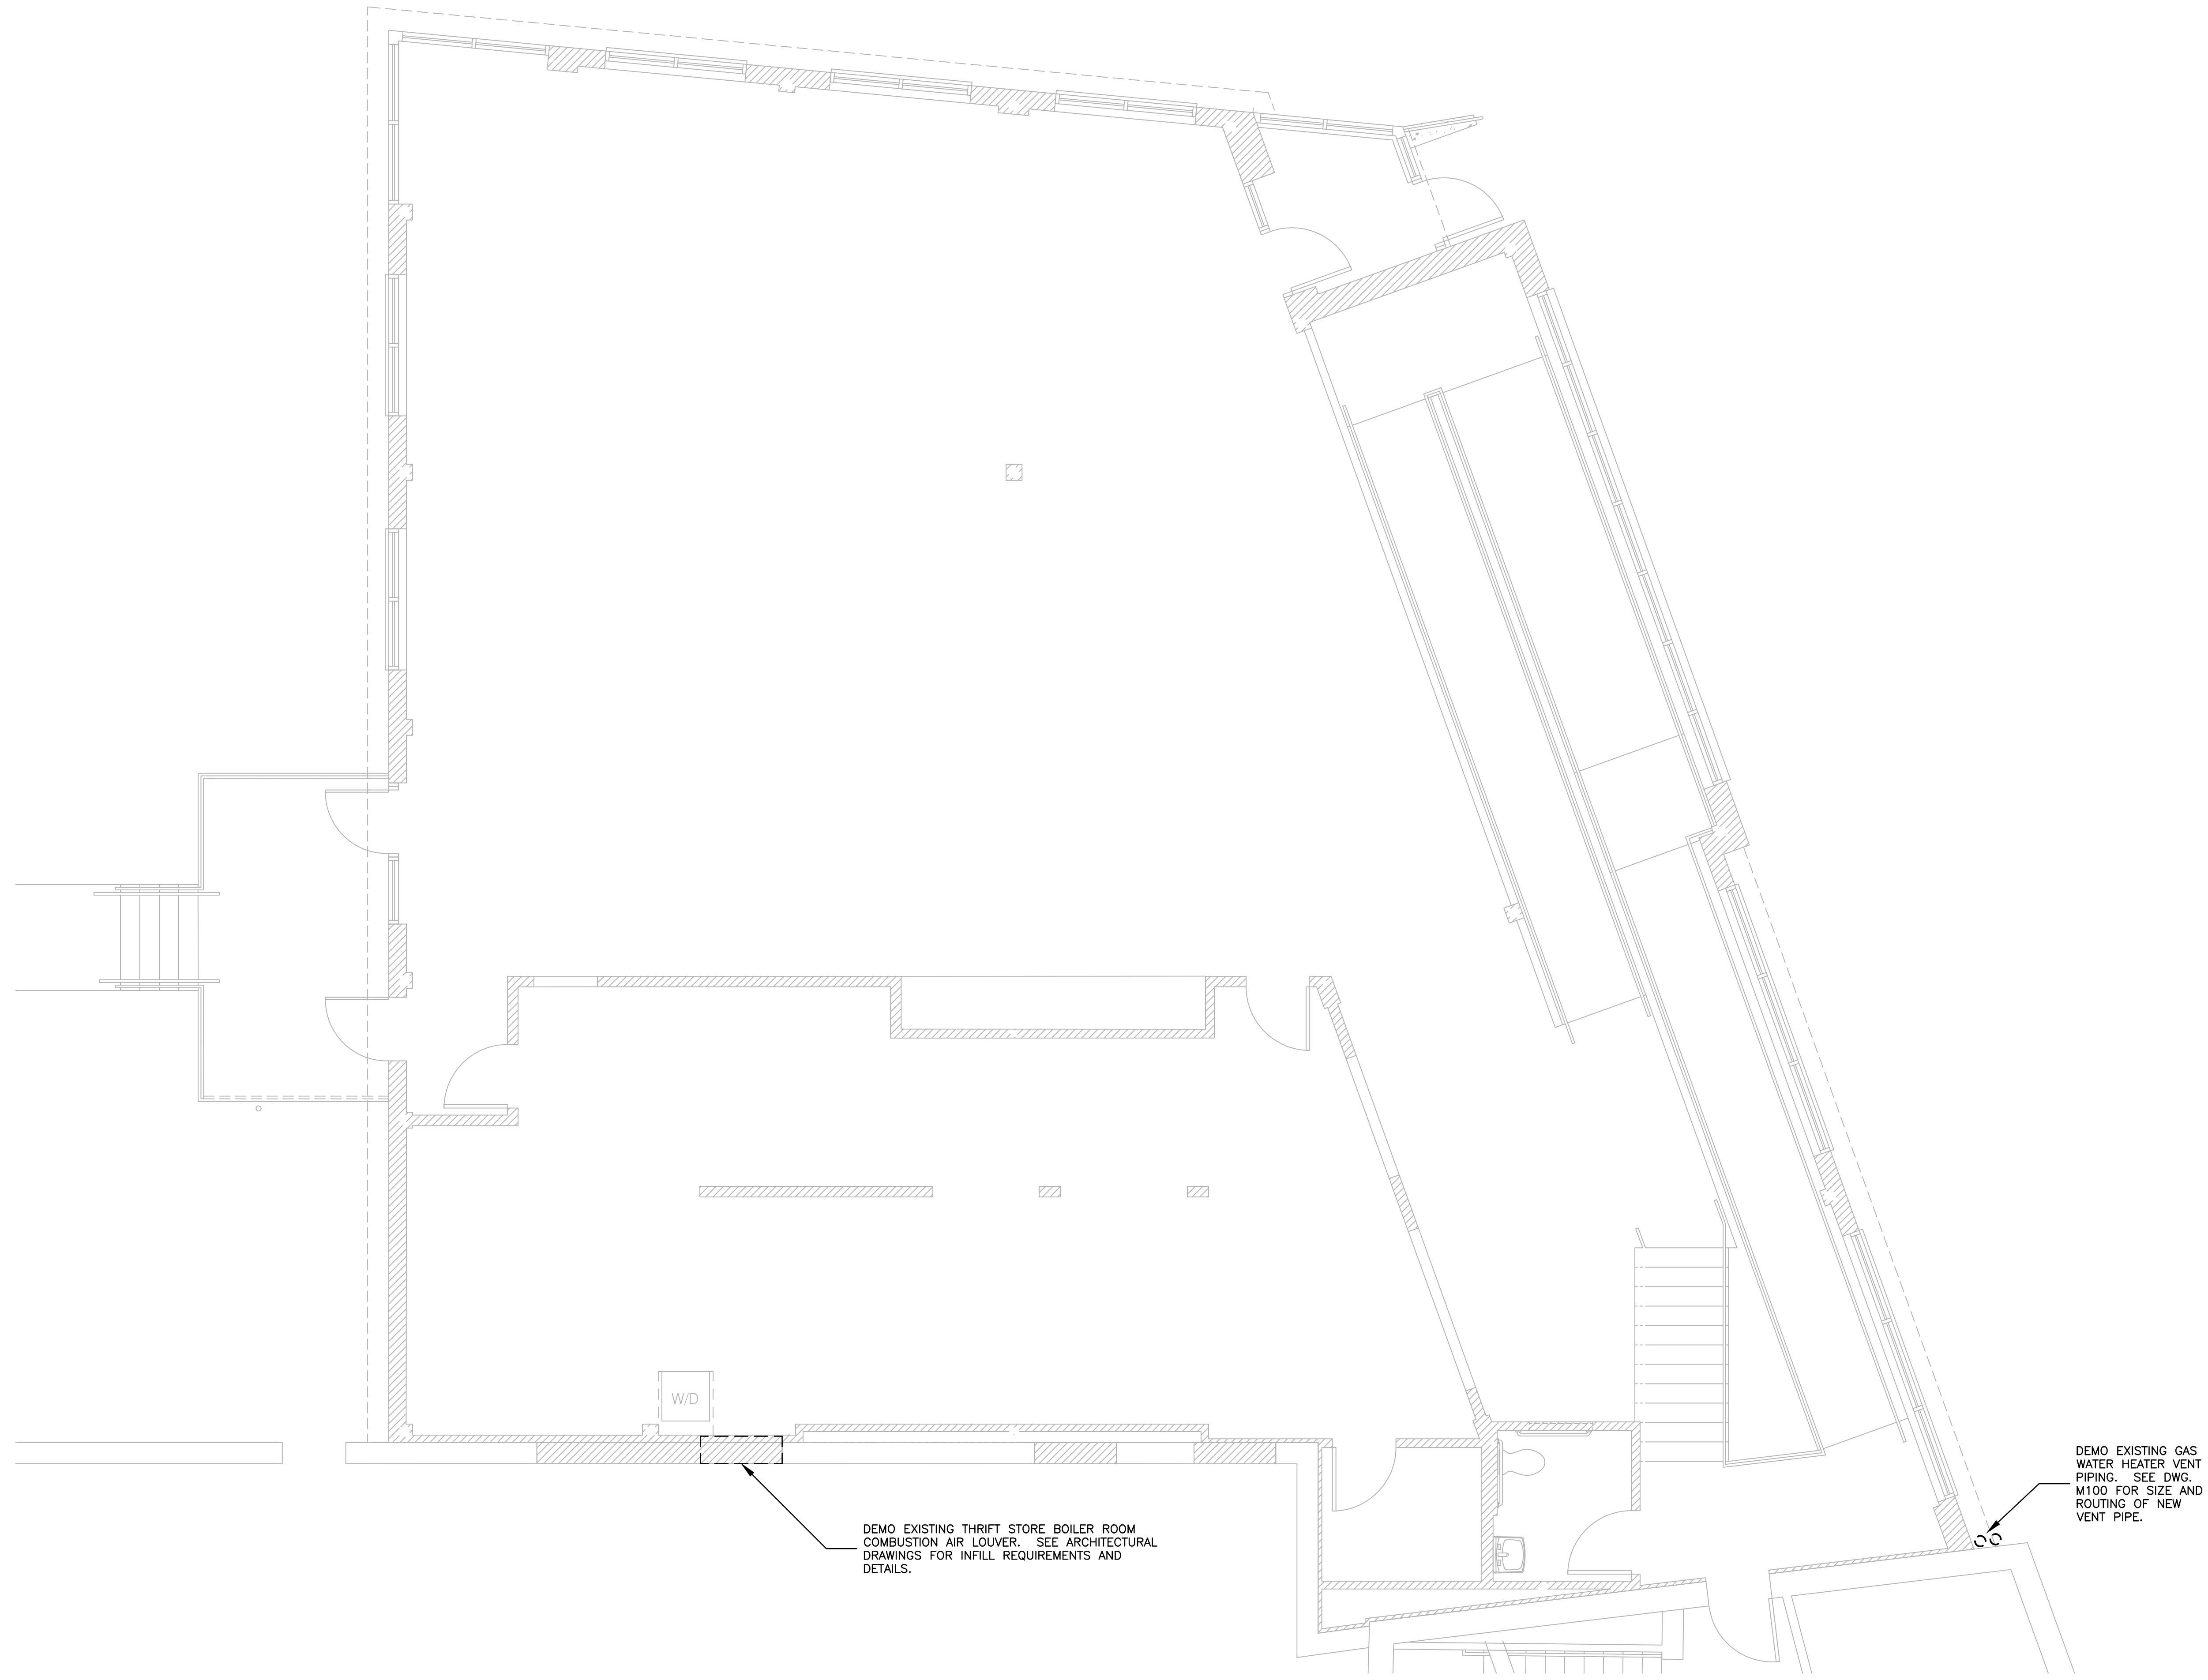 W/D
DEMO EXISTING GAS
WATER HEATER VENT
PIPING. SEE DWG.
M100 FOR SIZE AND
ROUTING OF NEW
VENT PIPE.
DEMO EXISTING THRIFT STORE BOILER ROOM
COMBUSTION AIR LOUVER. SEE ARCHITECTURAL
DRAWINGS FOR INFILL REQUIREMENTS AND
DETAILS.